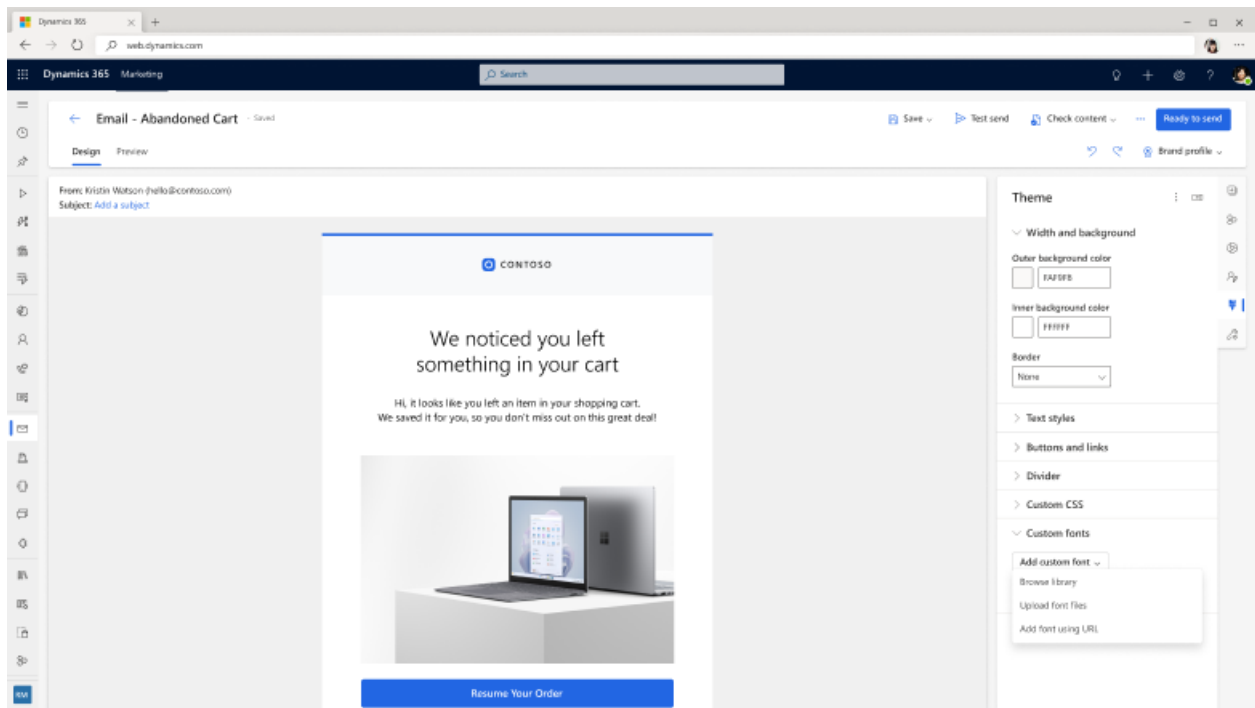 Dynamics 365
web.dynamics.com
Dynamics 365 Marketing
Search
Email - Abandoned Cart - Saved
Save
Test send
Check content
Ready to send
Design Preview
Brand profile
From: Kristin Watson (hello@contoso.com)
Subject: Add a subject
CONTOSO
We noticed you left
something in your cart
Hi, it looks like you left an item in your shopping cart.
We saved it for you, so you don't miss out on this great deal!
Resume Your Order
Theme
Width and background
Outer background color
Inner background color
FFFFFF
Border
None
Text styles
Buttons and links
Divider
Custom CSS
Custom fonts
Add custom font
Browse library
Upload font files
Add font using URL
RM